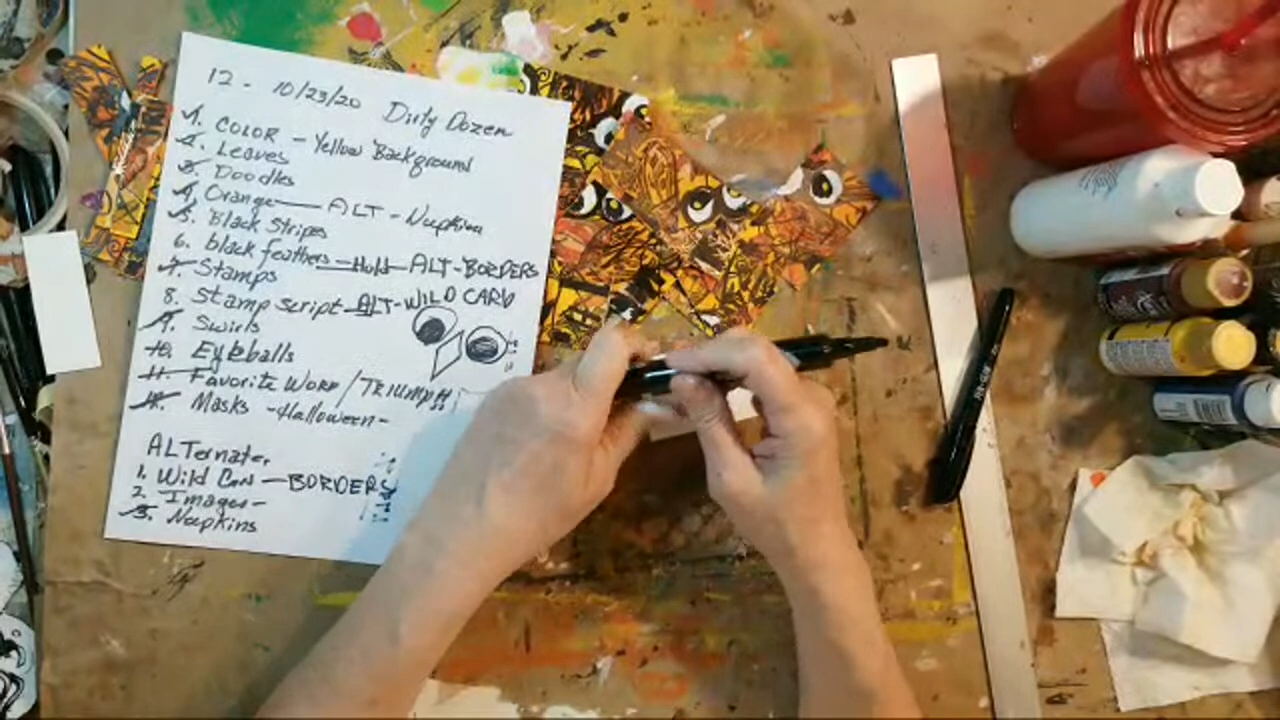 12 - 10/23/20 Dirty Dozen
1. COLOR - Yellow Background
2. Leaves
3. Doodles
4. Orange — ALT - Napkin
5. Black Stripes
6. black feathers - Hold - ALT-BORDERS
7. Stamps
8. Stamp script - ALT-WILD CARD
9. Swirls
10. Eyeballs
11. Favorite Word / TRIUMPH!
12. Masks - Halloween -
ALTernate.
1. Wild Card — BORDERS
2. Images -
3. Napkins